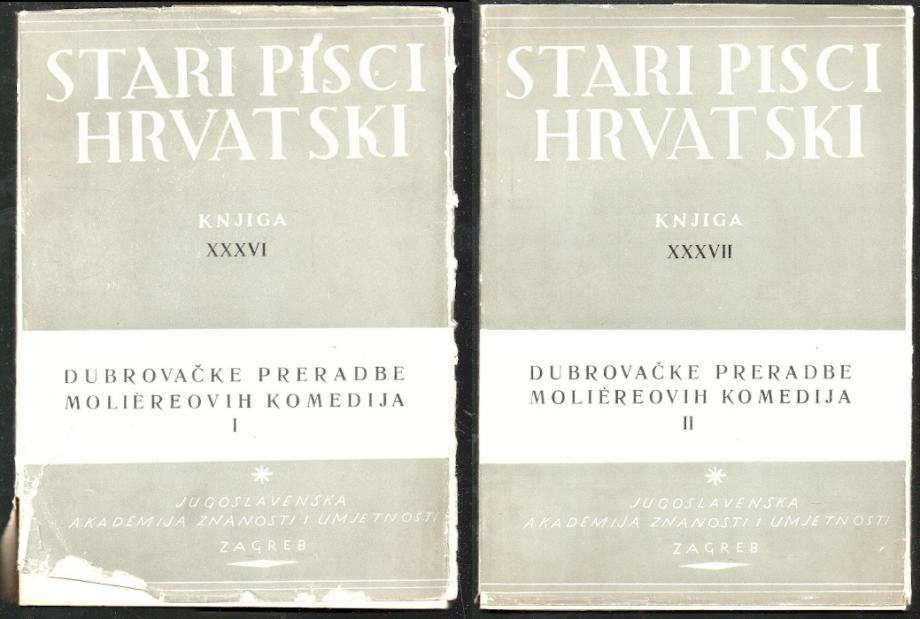 STARI PISCI
HRVATSKI
KNJIGA
XXXVI
DUBROVAČKE PRERADBE
MOLIÈREOVIH KOMEDIJA
I
JUGOSLAVENSKA
AKADEMIJA ZNANOSTI I UMJETNOSTI
ZAGREB
STARI PISCI
HRVATSKI
KNJIGA
XXXVII
DUBROVAČKE PRERADBE
MOLIÈREOVIH KOMEDIJA
II
JUGOSLAVENSKA
AKADEMIJA ZNANOSTI I UMJETNOSTI
ZAGREB